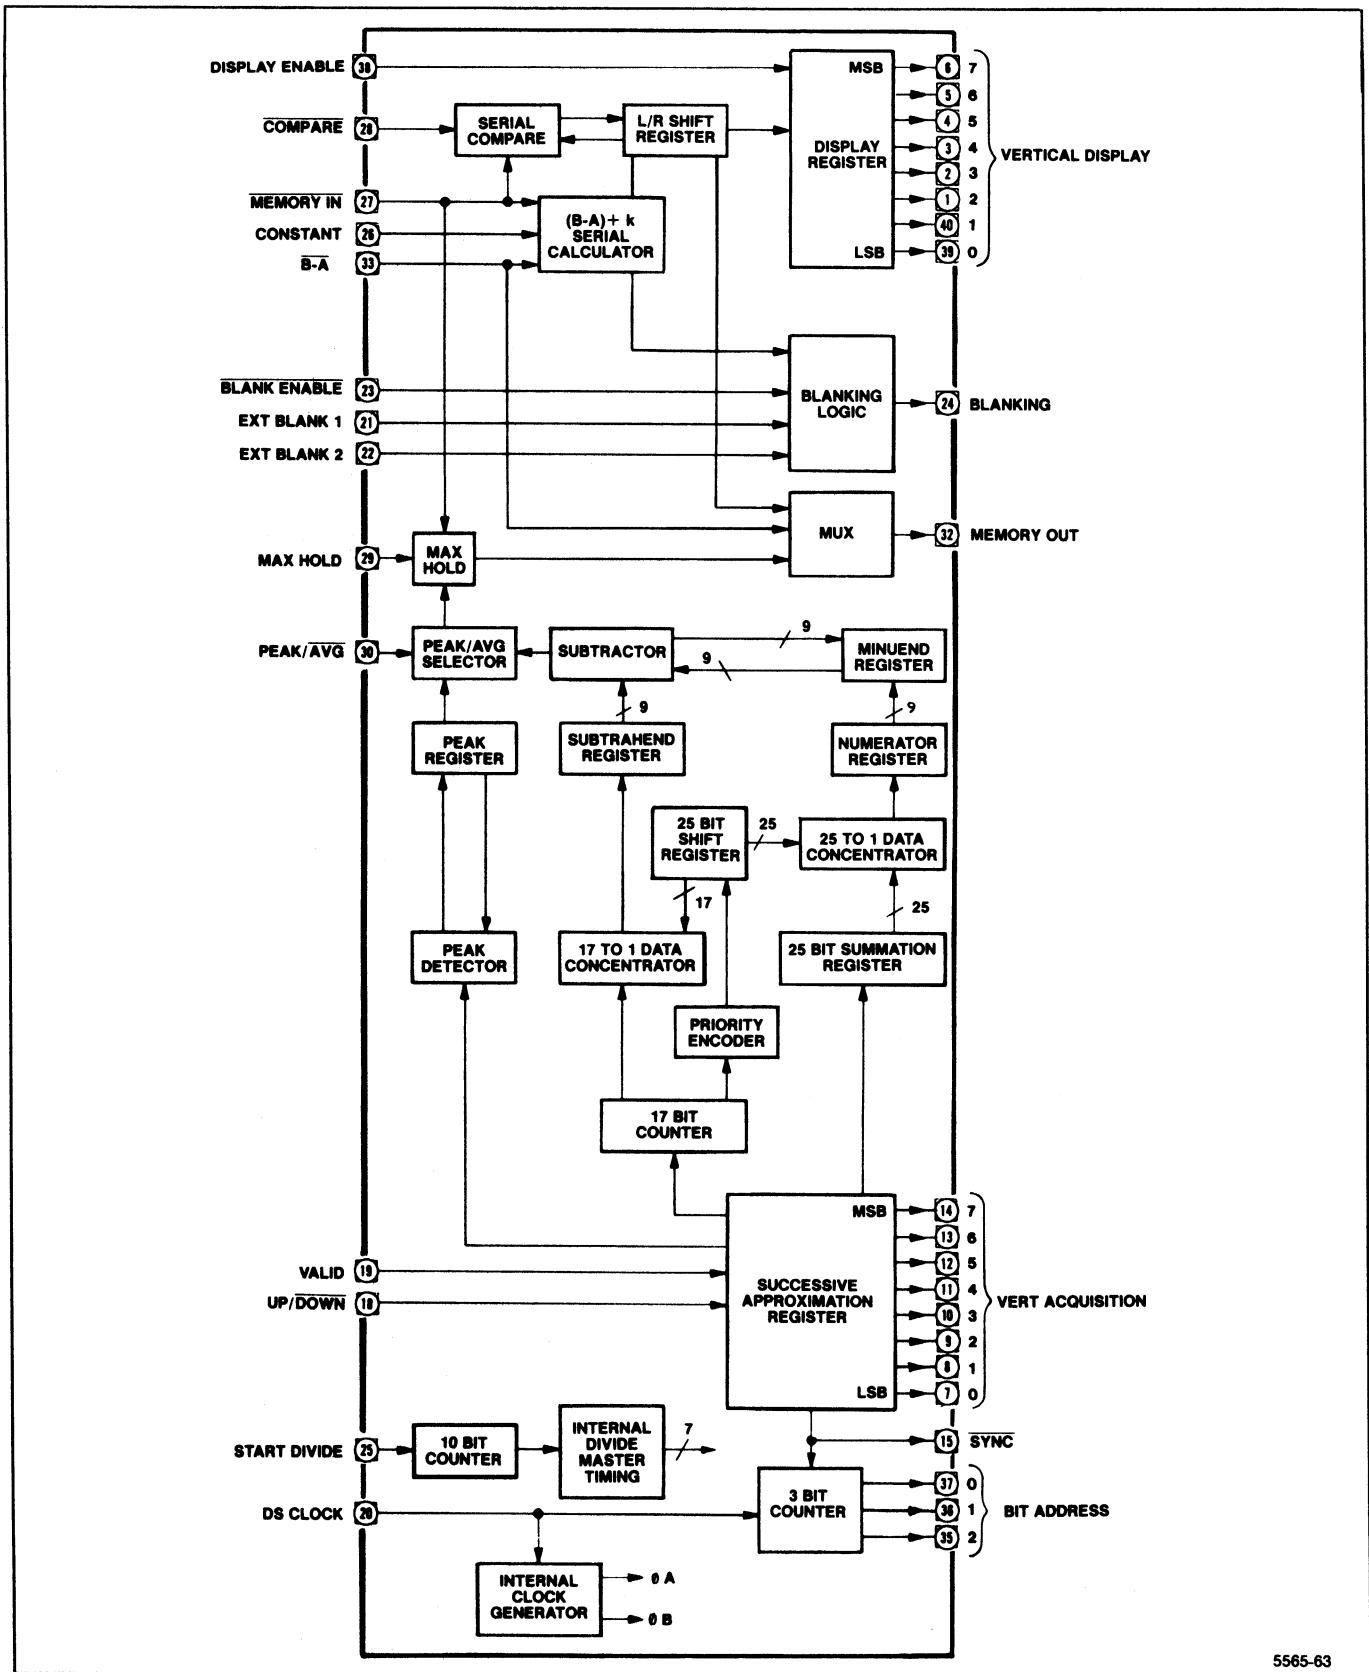 DISPLAY ENABLE 38
MSB
6 7
5 6
4 5
3 4
2 3
1 2
40 1
LSB
39 0
DISPLAY
REGISTER
VERTICAL DISPLAY
COMPARE 28
SERIAL
COMPARE
L/R SHIFT
REGISTER
MEMORY IN 27
CONSTANT 26
B-A 33
(B-A)+ k
SERIAL
CALCULATOR
BLANK ENABLE 23
EXT BLANK 1 21
EXT BLANK 2 22
BLANKING
LOGIC
24 BLANKING
MUX
32 MEMORY OUT
MAX HOLD 29
MAX
HOLD
PEAK/AVG 30
PEAK/AVG
SELECTOR
SUBTRACTOR
9
9
MINUEND
REGISTER
9
9
PEAK
REGISTER
SUBTRAHEND
REGISTER
NUMERATOR
REGISTER
25 BIT
SHIFT
REGISTER
25
25 TO 1 DATA
CONCENTRATOR
17
25
PEAK
DETECTOR
17 TO 1 DATA
CONCENTRATOR
25 BIT SUMMATION
REGISTER
PRIORITY
ENCODER
17 BIT
COUNTER
VALID 19
UP/DOWN 18
SUCCESSIVE
APPROXIMATION
REGISTER
MSB
14 7
13 6
12 5
11 4
10 3
9 2
8 1
LSB
7 0
VERT ACQUISITION
START DIVIDE 25
10 BIT
COUNTER
INTERNAL
DIVIDE
MASTER
TIMING
7
15 SYNC
DS CLOCK 20
3 BIT
COUNTER
37 0
36 1
35 2
BIT ADDRESS
INTERNAL
CLOCK
GENERATOR
Ø A
Ø B
5565-63